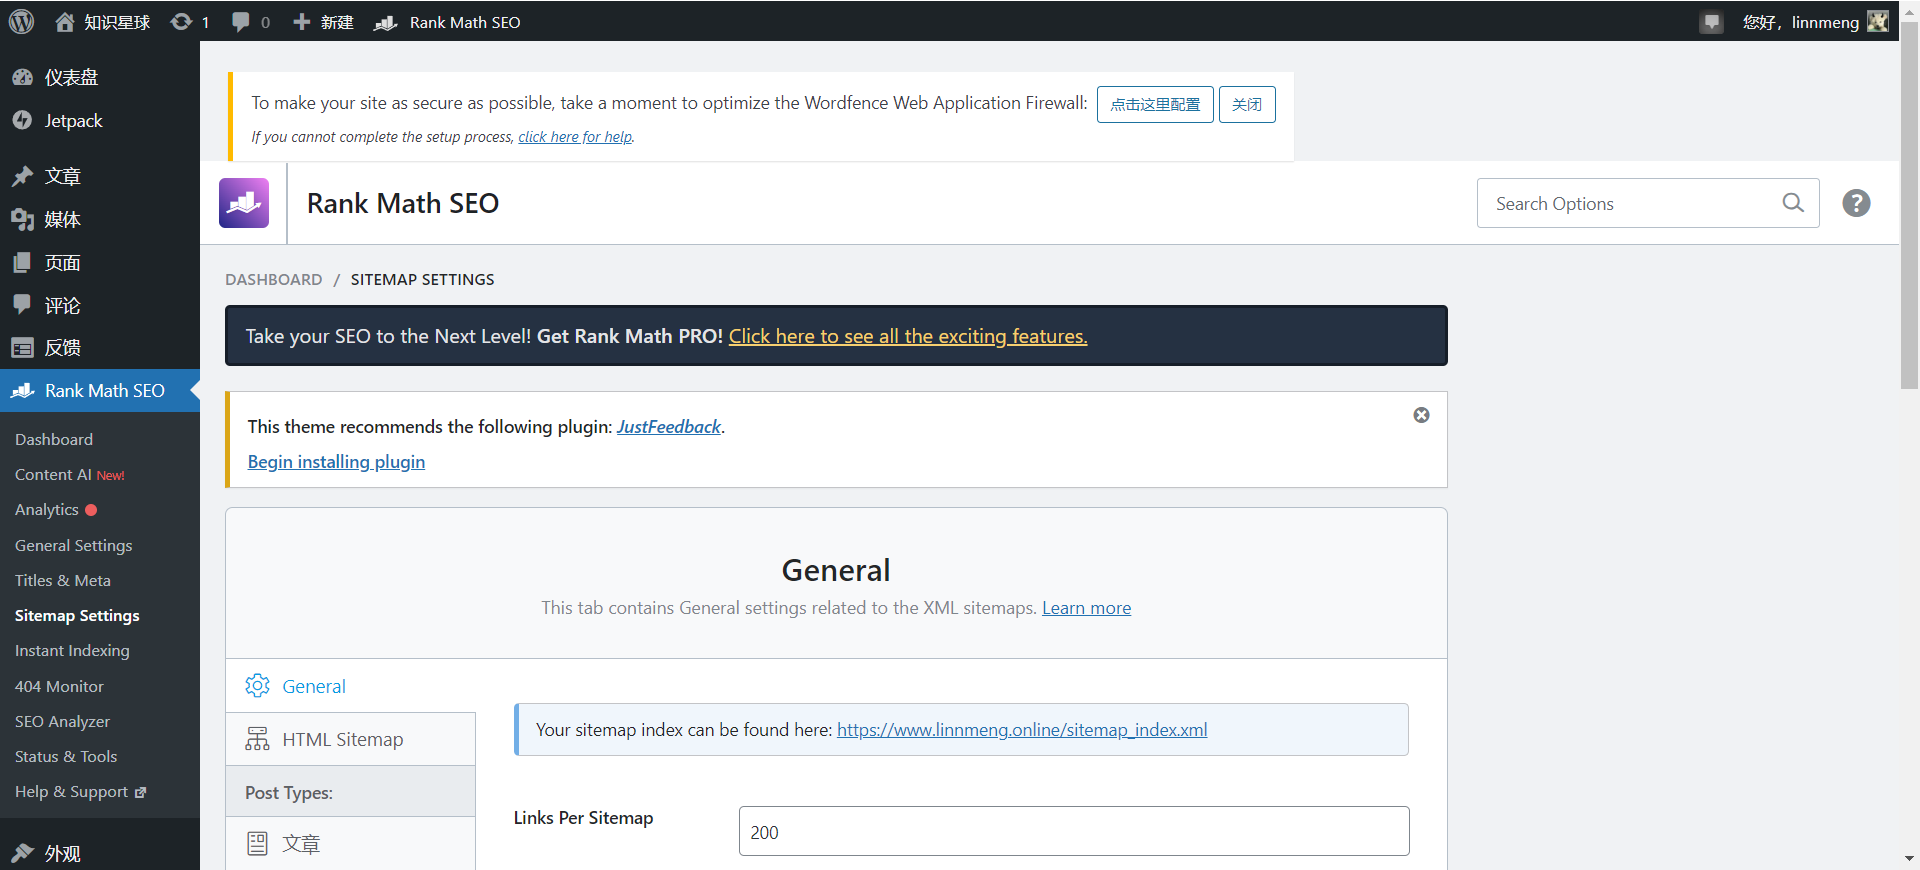 知识星球 1 0 新建 Rank Math SEO 您好，linnmeng
仪表盘
Jetpack
文章
媒体
页面
评论
反馈
Rank Math SEO
Dashboard
Content AI New!
Analytics
General Settings
Titles & Meta
Sitemap Settings
Instant Indexing
404 Monitor
SEO Analyzer
Status & Tools
Help & Support
外观
To make your site as secure as possible, take a moment to optimize the Wordfence Web Application Firewall: 点击这里配置 关闭
If you cannot complete the setup process, click here for help.
Rank Math SEO
Search Options
?
DASHBOARD / SITEMAP SETTINGS
Take your SEO to the Next Level! Get Rank Math PRO! Click here to see all the exciting features.
This theme recommends the following plugin: JustFeedback.
Begin installing plugin
General
This tab contains General settings related to the XML sitemaps. Learn more
General
HTML Sitemap
Post Types:
文章
Your sitemap index can be found here: https://www.linnmeng.online/sitemap_index.xml
Links Per Sitemap
200